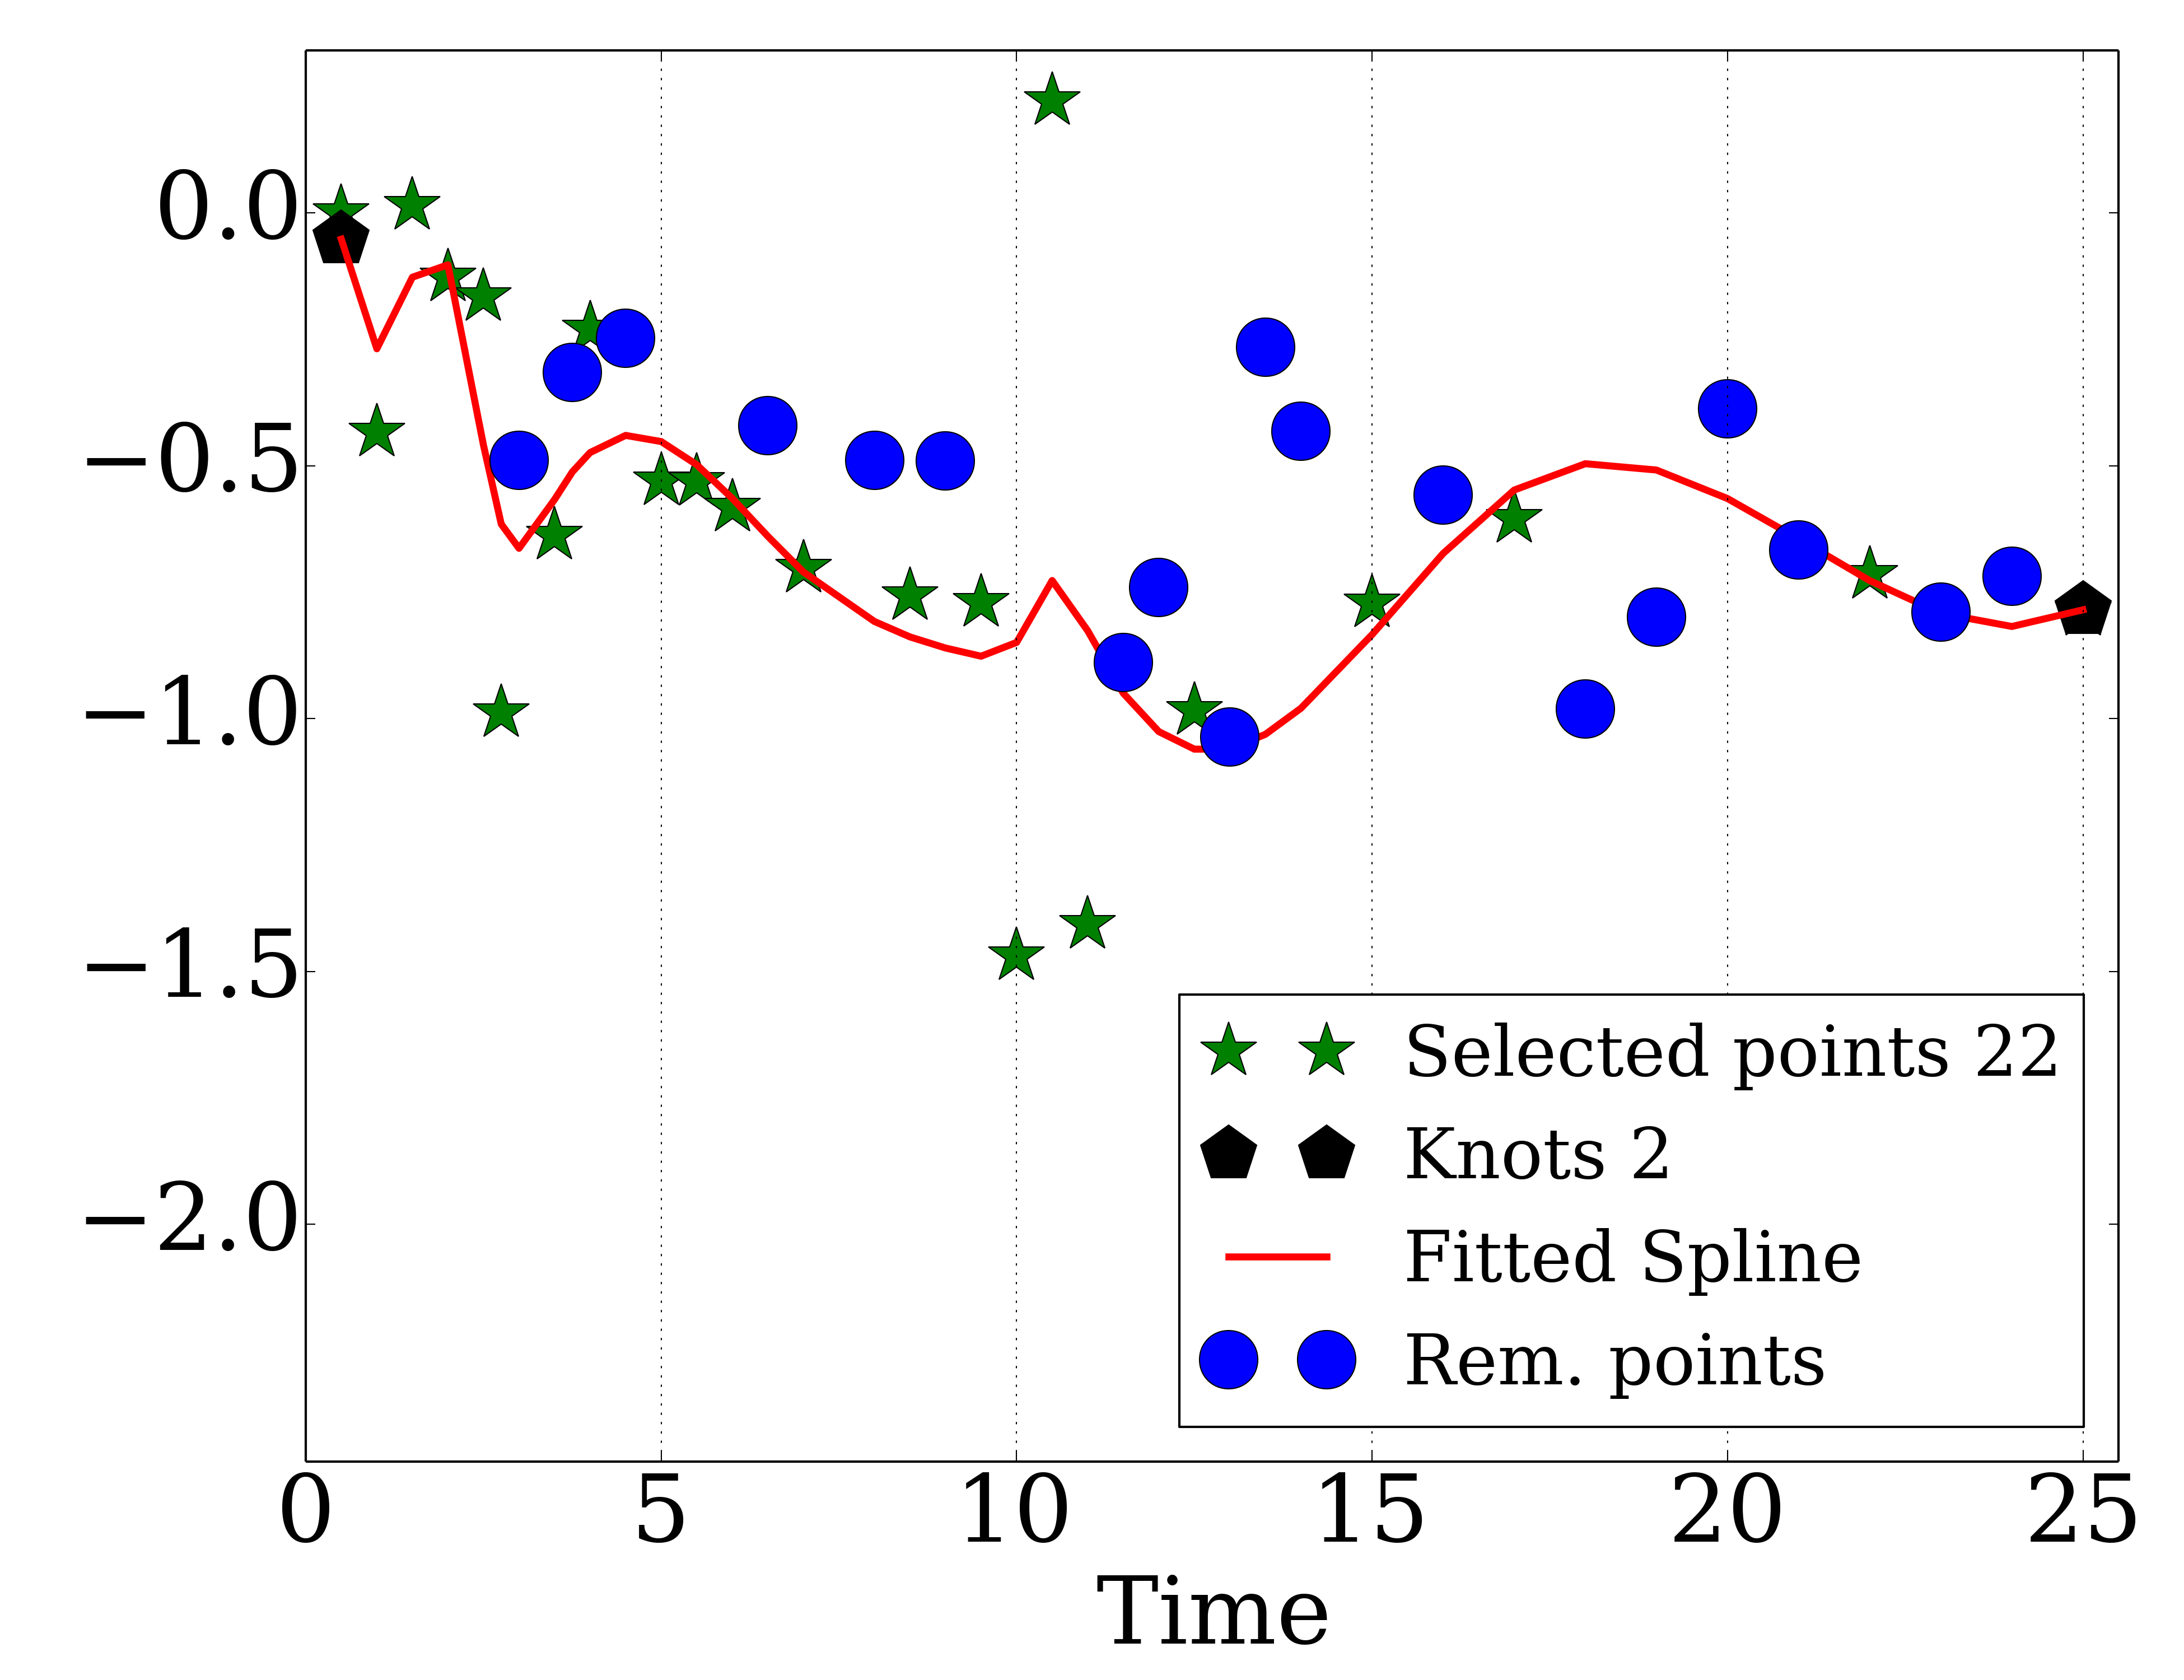 0.0
−0.5
−1.0
−1.5
−2.0
Selected points 22
Knots 2
Fitted Spline
Rem. points
0 5 10 15 20 25
Time